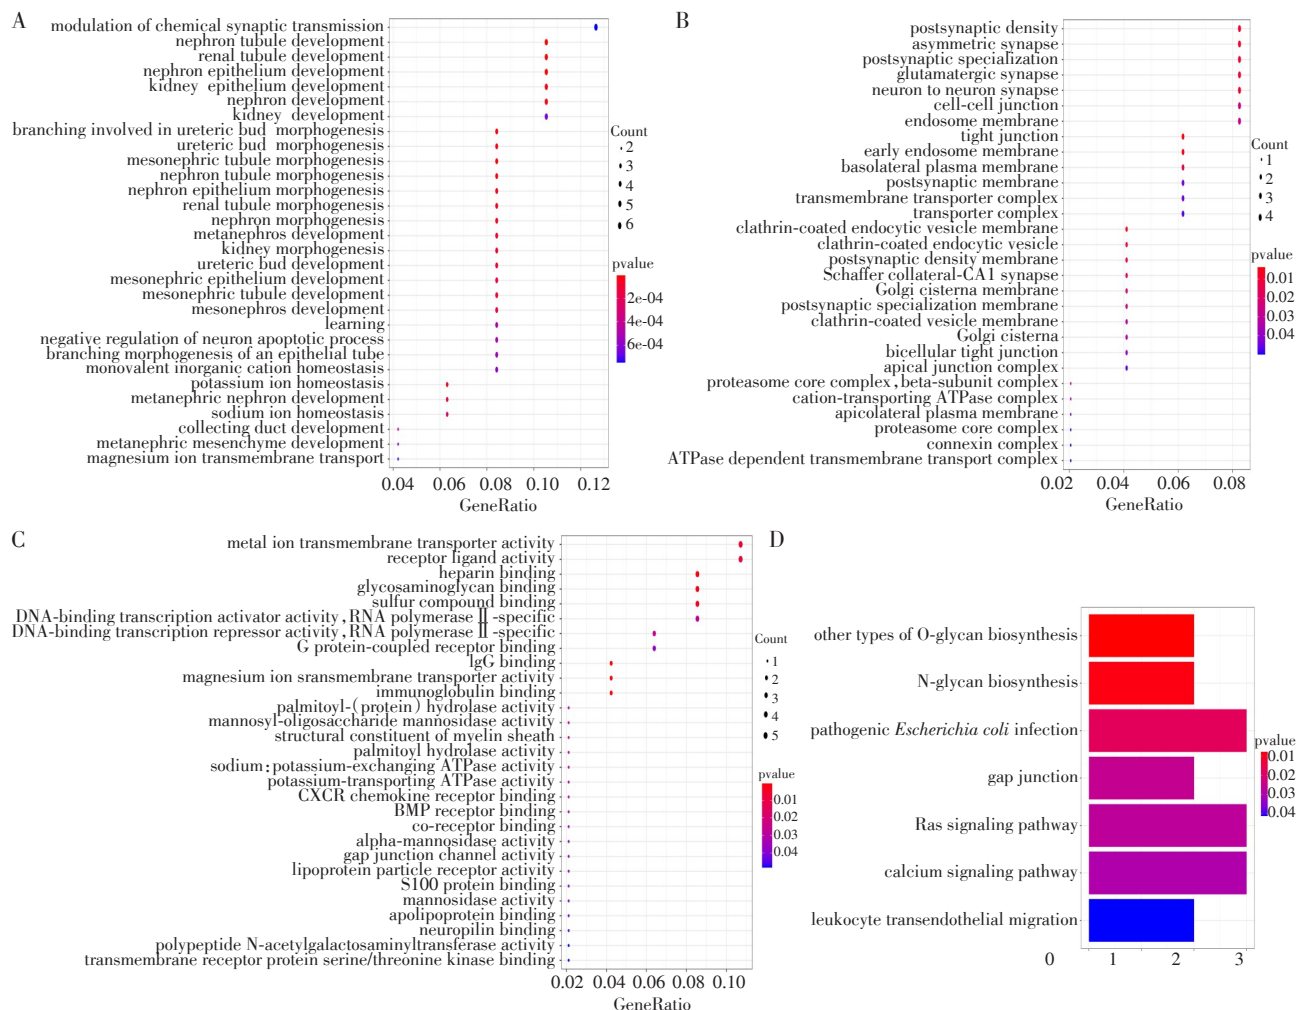 A
modulation of chemical synaptic transmission
nephron tubule development
renal tubule development
nephron epithelium development
kidney epithelium development
nephron development
kidney development
branching involved in ureteric bud morphogenesis
ureteric bud morphogenesis
mesonephric tubule morphogenesis
nephron tubule morphogenesis
nephron epithelium morphogenesis
renal tubule morphogenesis
nephron morphogenesis
metanephros development
kidney morphogenesis
ureteric bud development
mesonephric epithelium development
mesonephric tubule development
mesonephros development
learning
negative regulation of neuron apoptotic process
branching morphogenesis of an epithelial tube
monovalent inorganic cation homeostasis
potassium ion homeostasis
metanephric nephron development
sodium ion homeostasis
collecting duct development
metanephric mesenchyme development
magnesium ion transmembrane transport
0.04 0.06 0.08 0.10 0.12
GeneRatio
Count
2
3
4
5
6
pvalue
2e-04
4e-04
6e-04
B
postsynaptic density
asymmetric synapse
postsynaptic specialization
glutamatergic synapse
neuron to neuron synapse
cell-cell junction
endosome membrane
tight junction
early endosome membrane
basolateral plasma membrane
postsynaptic membrane
transmembrane transporter complex
transporter complex
clathrin-coated endocytic vesicle membrane
clathrin-coated endocytic vesicle
postsynaptic density membrane
Schaffer collateral-CA1 synapse
Golgi cisterna membrane
postsynaptic specialization membrane
clathrin-coated vesicle membrane
Golgi cisterna
bicellular tight junction
apical junction complex
proteasome core complex,beta-subunit complex
cation-transporting ATPase complex
apicolateral plasma membrane
proteasome core complex
connexin complex
ATPase dependent transmembrane transport complex
0.02 0.04 0.06 0.08
GeneRatio
Count
1
2
3
4
pvalue
0.01
0.02
0.03
0.04
C
metal ion transmembrane transporter activity
receptor ligand activity
heparin binding
glycosaminoglycan binding
sulfur compound binding
DNA-binding transcription activator activity,RNA polymerase Ⅱ-specific
DNA-binding transcription repressor activity,RNA polymerase Ⅱ-specific
G protein-coupled receptor binding
IgG binding
magnesium ion sransmembrane transporter activity
immunoglobulin binding
palmitoyl-(protein) hydrolase activity
mannosyl-oligosaccharide mannosidase activity
structural constituent of myelin sheath
palmitoyl hydrolase activity
sodium:potassium-exchanging ATPase activity
potassium-transporting ATPase activity
CXCR chemokine receptor binding
BMP receptor binding
co-receptor binding
alpha-mannosidase activity
gap junction channel activity
lipoprotein particle receptor activity
S100 protein binding
mannosidase activity
apolipoprotein binding
neuropilin binding
polypeptide N-acetylgalactosaminyltransferase activity
transmembrane receptor protein serine/threonine kinase binding
0.02 0.04 0.06 0.08 0.10
GeneRatio
Count
1
2
3
4
5
pvalue
0.01
0.02
0.03
0.04
D
other types of O-glycan biosynthesis
N-glycan biosynthesis
pathogenic Escherichia coli infection
gap junction
Ras signaling pathway
calcium signaling pathway
leukocyte transendothelial migration
0 1 2 3
pvalue
0.01
0.02
0.03
0.04